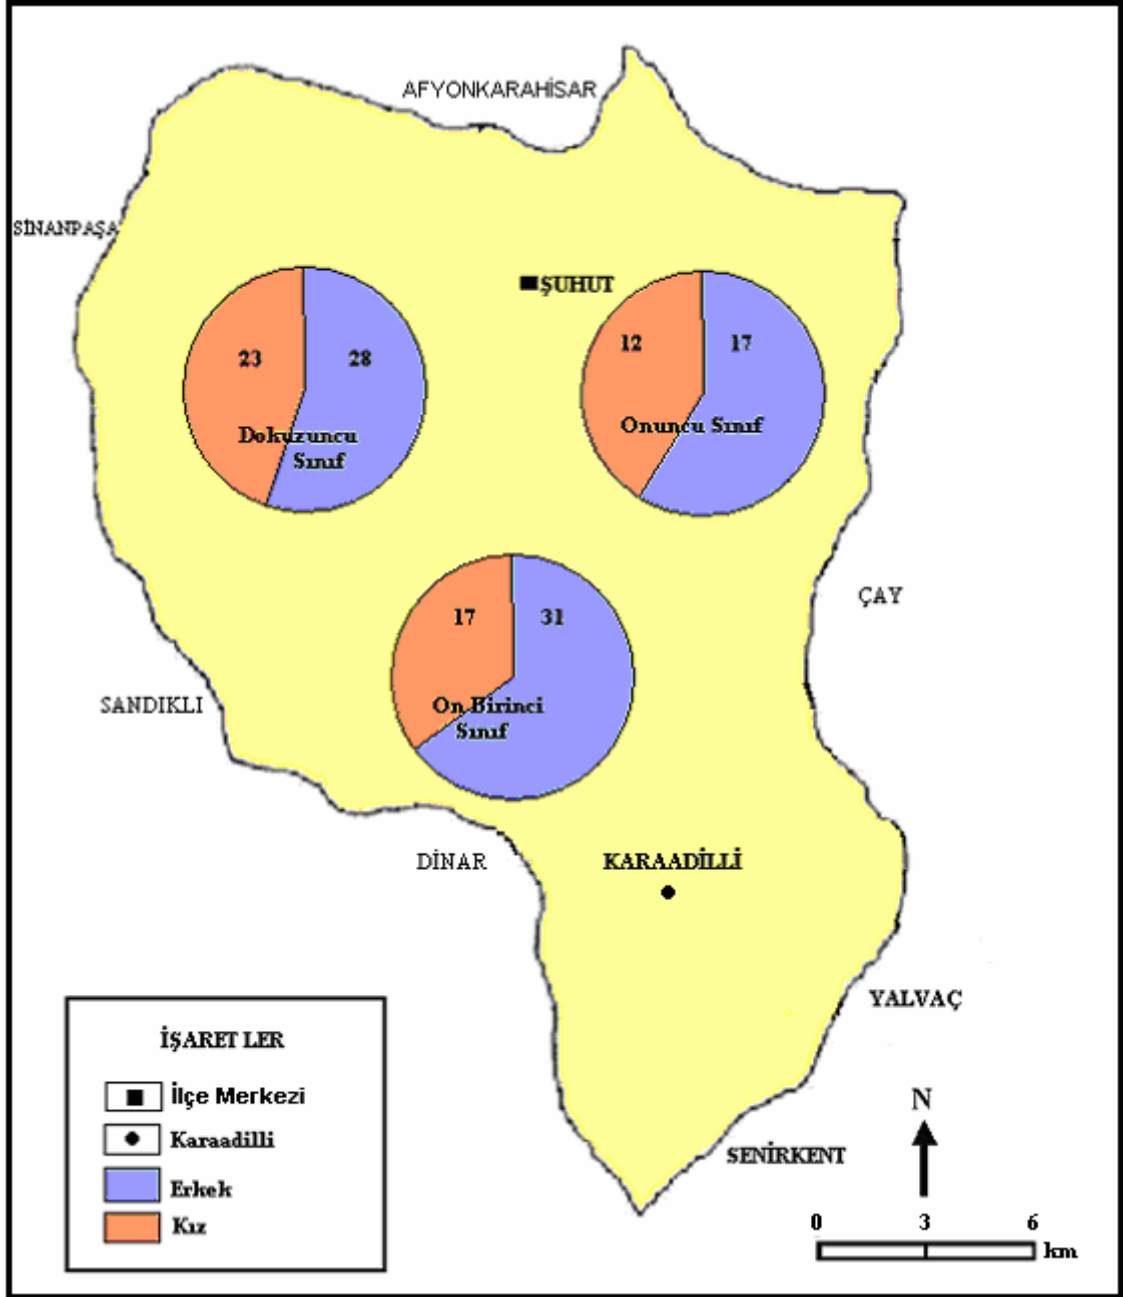 AFYONKARAHİSAR
SİNANPAŞA
ŞUHUT
23 28
Dokuzuncu
Sınıf
12 17
Onuncu Sınıf
ÇAY
17 31
On Birinci
Sınıf
SANDIKLI
DİNAR
KARAADİLLİ
YALVAÇ
SENİRKENT
İŞARET LER
İlçe Merkezi
Karaadilli
Erkek
Kız
N
0 3 6
km